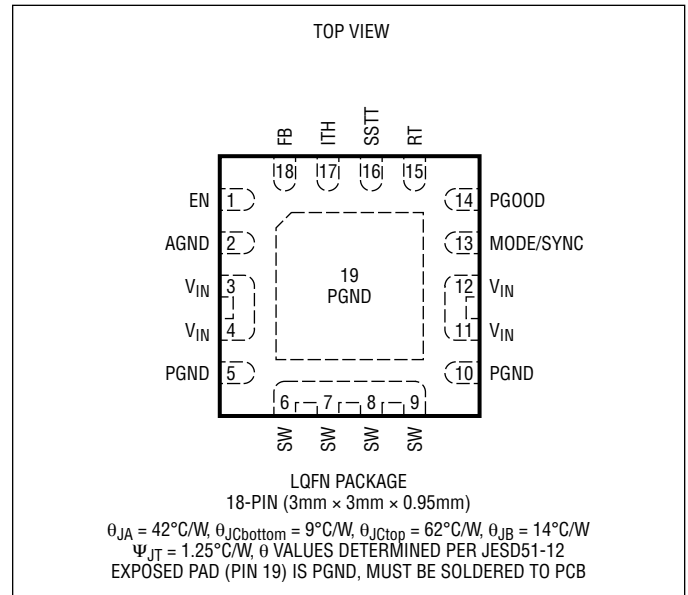 TOP VIEW
FB ITH SSTT RT
18 17 16 15
EN 1 14 PGOOD
AGND 2 13 MODE/SYNC
VIN 3 12 VIN
19
PGND
VIN 4 11 VIN
PGND 5 10 PGND
6 7 8 9
SW SW SW SW
LQFN PACKAGE
18-PIN (3mm × 3mm × 0.95mm)
θJA = 42°C/W, θJCbottom = 9°C/W, θJCtop = 62°C/W, θJB = 14°C/W
ΨJT = 1.25°C/W, θ VALUES DETERMINED PER JESD51-12
EXPOSED PAD (PIN 19) IS PGND, MUST BE SOLDERED TO PCB